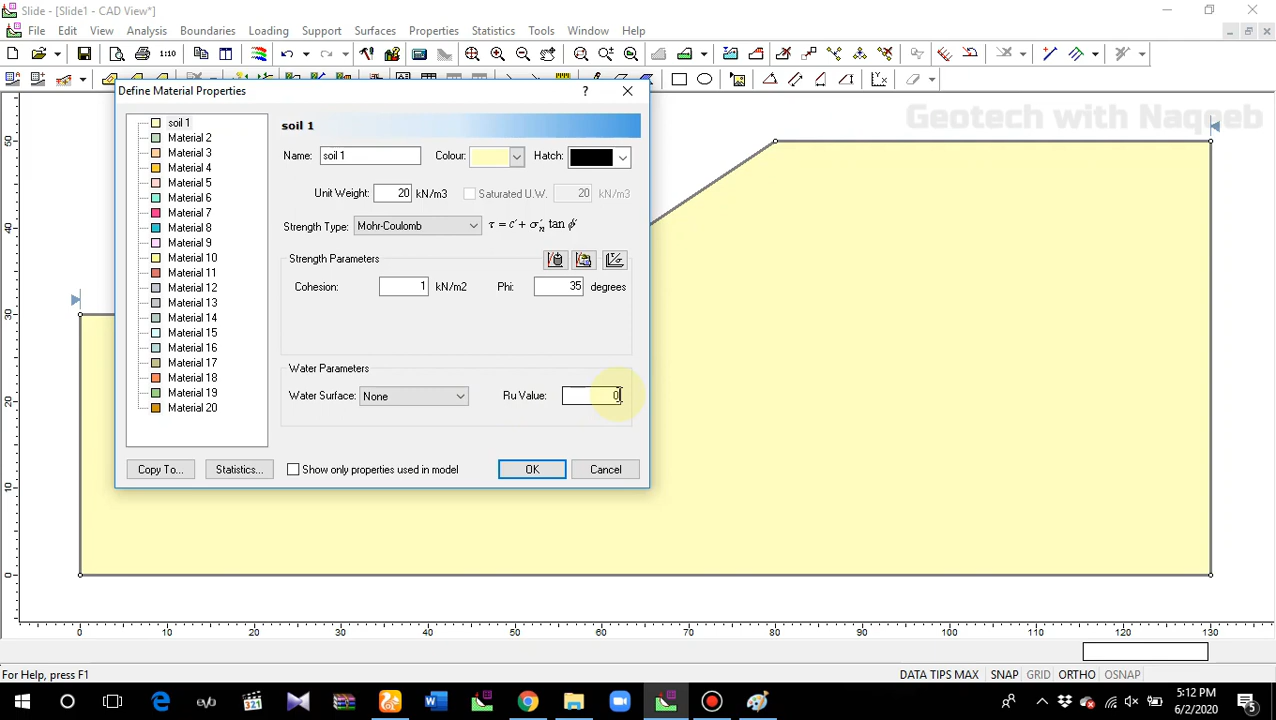 Slide - [Slide1 - CAD View*]
File Edit View Analysis Boundaries Loading Support Surfaces Properties Statistics Tools Window Help
1:10
Geotech with Naqqeb
Define Material Properties
?
soil 1
Material 2
Material 3
Material 4
Material 5
Material 6
Material 7
Material 8
Material 9
Material 10
Material 11
Material 12
Material 13
Material 14
Material 15
Material 16
Material 17
Material 18
Material 19
Material 20
soil 1
Name: soil 1 Colour: Hatch:
Unit Weight: 20 kN/m3 Saturated U.W. 20 kN/m3
Strength Type: Mohr-Coulomb τ = c′ + σ′n tan φ′
Strength Parameters
Cohesion: 1 kN/m2 Phi: 35 degrees
Water Parameters
Water Surface: None Ru Value: 0
Copy To... Statistics... Show only properties used in model OK Cancel
50
40
30
20
10
0
0 10 20 30 40 50 60 70 80 90 100 110 120 130
For Help, press F1 DATA TIPS MAX SNAP GRID ORTHO OSNAP
e/b 321 5:12 PM
6/2/2020 5